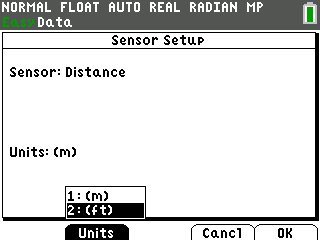 NORMAL FLOAT AUTO REAL RADIAN MP
EasyData
Sensor Setup
Sensor: Distance
Units: (m)
1: (m)
2: (ft)
Units
Cancl
OK